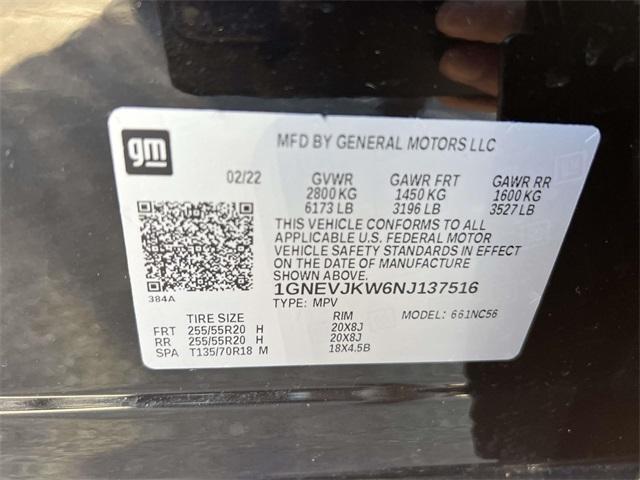 gm
MFD BY GENERAL MOTORS LLC
02/22 GVWR GAWR FRT GAWR RR
2800 KG 1450 KG 1600 KG
6173 LB 3196 LB 3527 LB
THIS VEHICLE CONFORMS TO ALL
APPLICABLE U.S. FEDERAL MOTOR
VEHICLE SAFETY STANDARDS IN EFFECT
ON THE DATE OF MANUFACTURE
SHOWN ABOVE.
1GNEVJKW6NJ137516
384A
TYPE: MPV
MODEL: 661NC56
TIRE SIZE RIM
FRT 255/55R20 H 20X8J
RR 255/55R20 H 20X8J
SPA T135/70R18 M 18X4.5B